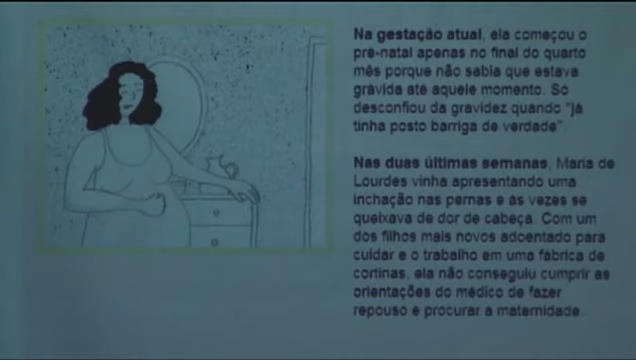 Na gestação atual, ela começou o
pré-natal apenas no final do quarto
mês porque não sabia que estava
grávida até aquele momento. Só
desconfiou da gravidez quando "já
tinha posto barriga de verdade".
Nas duas últimas semanas, Maria de
Lourdes vinha apresentando uma
inchação nas pernas e às vezes se
queixava de dor de cabeça. Com um
dos filhos mais novos adoentado para
cuidar e o trabalho em uma fábrica de
cortinas, ela não conseguiu cumprir as
orientações do médico de fazer
repouso e procurar a maternidade.